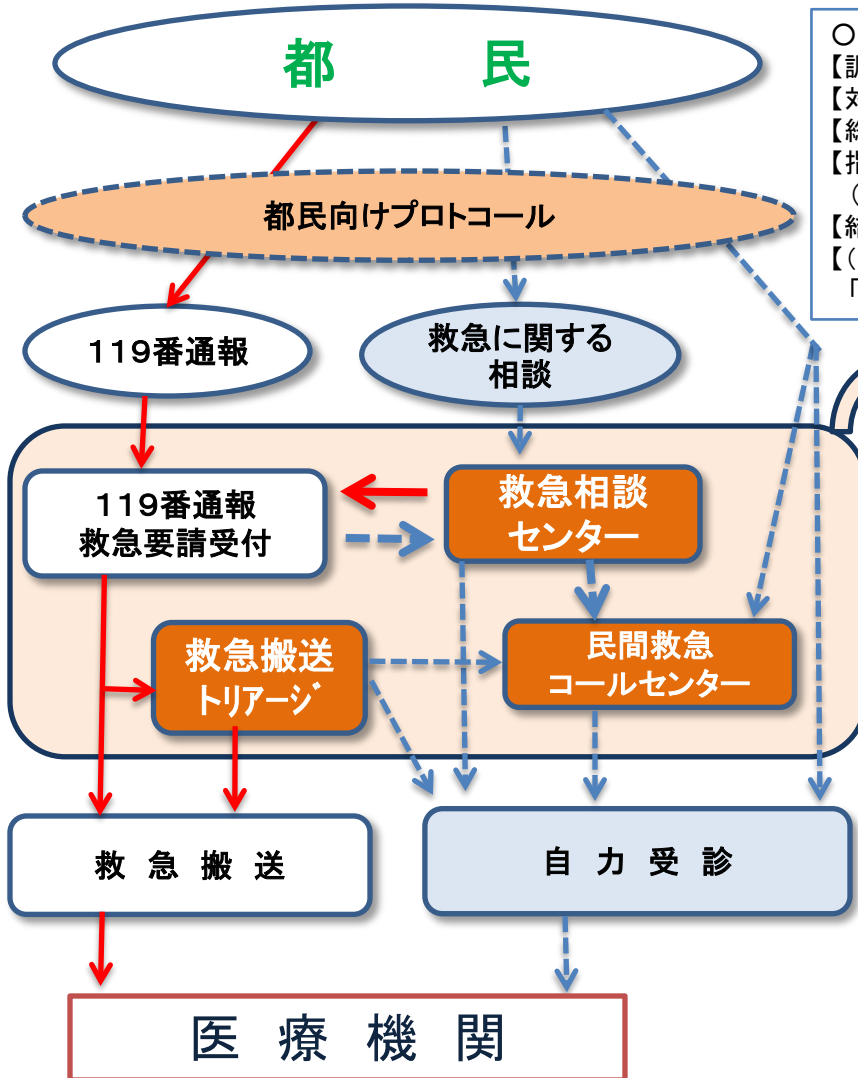 都　　民
都民向けプロトコール
119番通報
救急に関する
相談
119番通報
救急要請受付
救急相談
センター
救急搬送
トリアージ
民間救急
コールセンター
救 急 搬 送
自 力 受 診
医 療 機 関